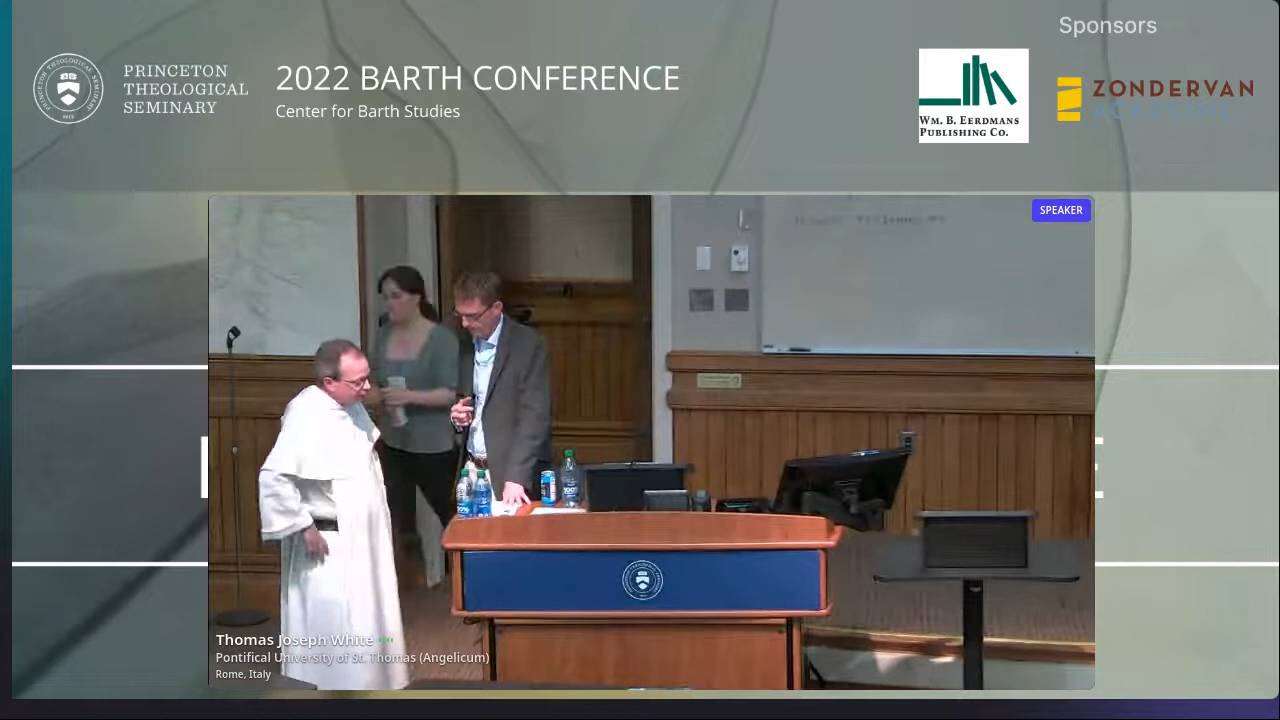 Sponsors
PRINCETON
THEOLOGICAL
SEMINARY
2022 BARTH CONFERENCE
Center for Barth Studies
WM. B. EERDMANS
PUBLISHING CO.
ZONDERVAN
ACADEMIC
SPEAKER
Thomas Joseph White
Pontifical University of St. Thomas (Angelicum)
Rome, Italy